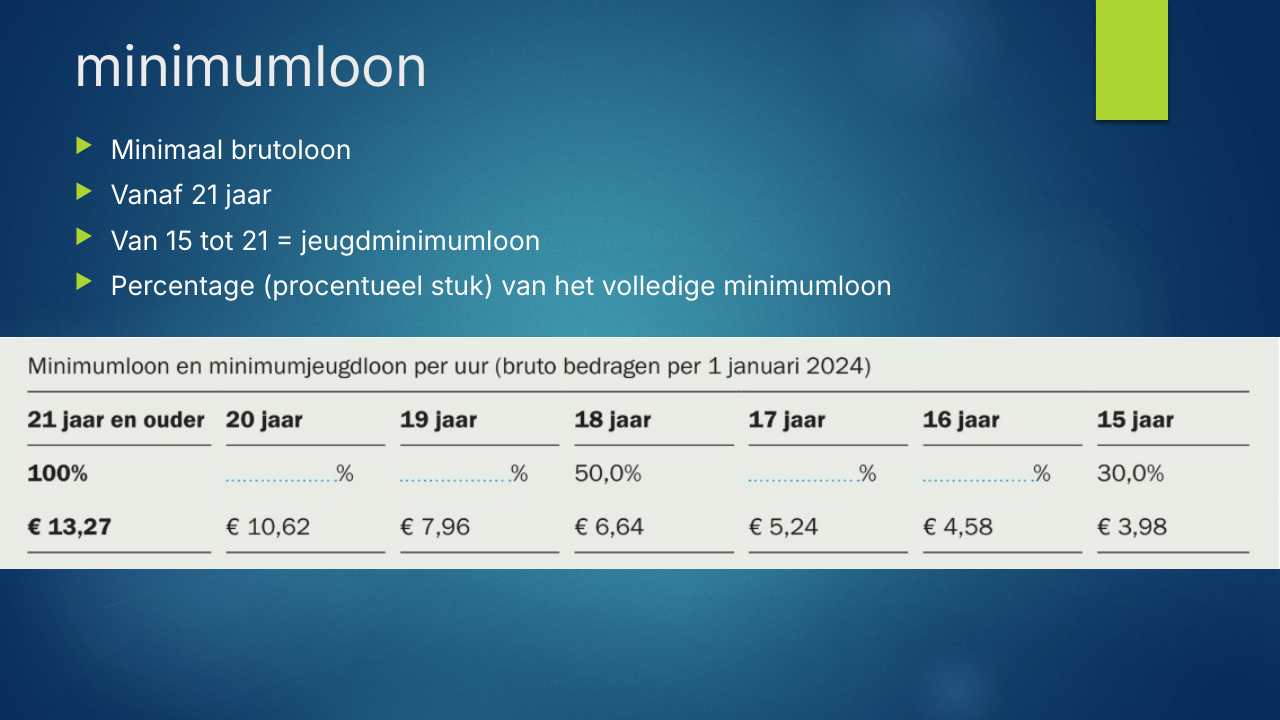 minimumloon
Minimaal brutoloon
Vanaf 21 jaar
Van 15 tot 21 = jeugdminimumloon
Percentage (procentueel stuk) van het volledige minimumloon
Minimumloon en minimumjeugdloon per uur (bruto bedragen per 1 januari 2024)
21 jaar en ouder 20 jaar 19 jaar 18 jaar 17 jaar 16 jaar 15 jaar
100% ...................% ...................% 50,0% ...................% ...................% 30,0%
€ 13,27 € 10,62 € 7,96 € 6,64 € 5,24 € 4,58 € 3,98